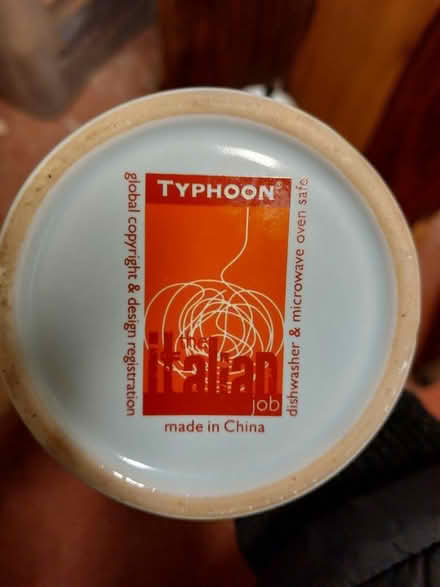 TYPHOON®
the
italian
job
global copyright & design registration
dishwasher & microwave oven safe
made in China